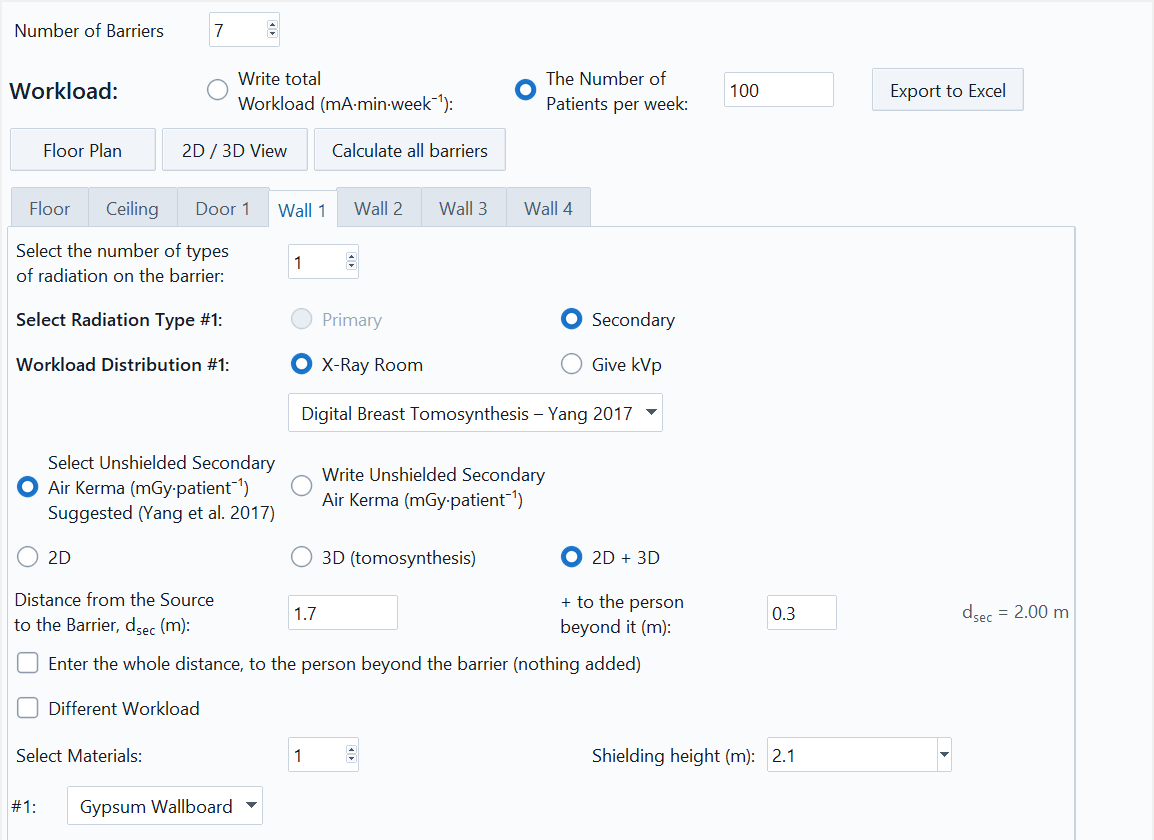 Number of Barriers 7
Workload: Write total Workload (mA·min·week⁻¹): The Number of Patients per week: 100 Export to Excel
Floor Plan 2D / 3D View Calculate all barriers
Floor Ceiling Door 1 Wall 1 Wall 2 Wall 3 Wall 4
Select the number of types
of radiation on the barrier: 1
Select Radiation Type #1: Primary Secondary
Workload Distribution #1: X-Ray Room Give kVp
Digital Breast Tomosynthesis – Yang 2017
Select Unshielded Secondary
Air Kerma (mGy·patient⁻¹)
Suggested (Yang et al. 2017)
Write Unshielded Secondary
Air Kerma (mGy·patient⁻¹)
2D 3D (tomosynthesis) 2D + 3D
Distance from the Source
to the Barrier, dsec (m): 1.7
+ to the person
beyond it (m): 0.3
dsec = 2.00 m
Enter the whole distance, to the person beyond the barrier (nothing added)
Different Workload
Select Materials: 1 Shielding height (m): 2.1
#1: Gypsum Wallboard